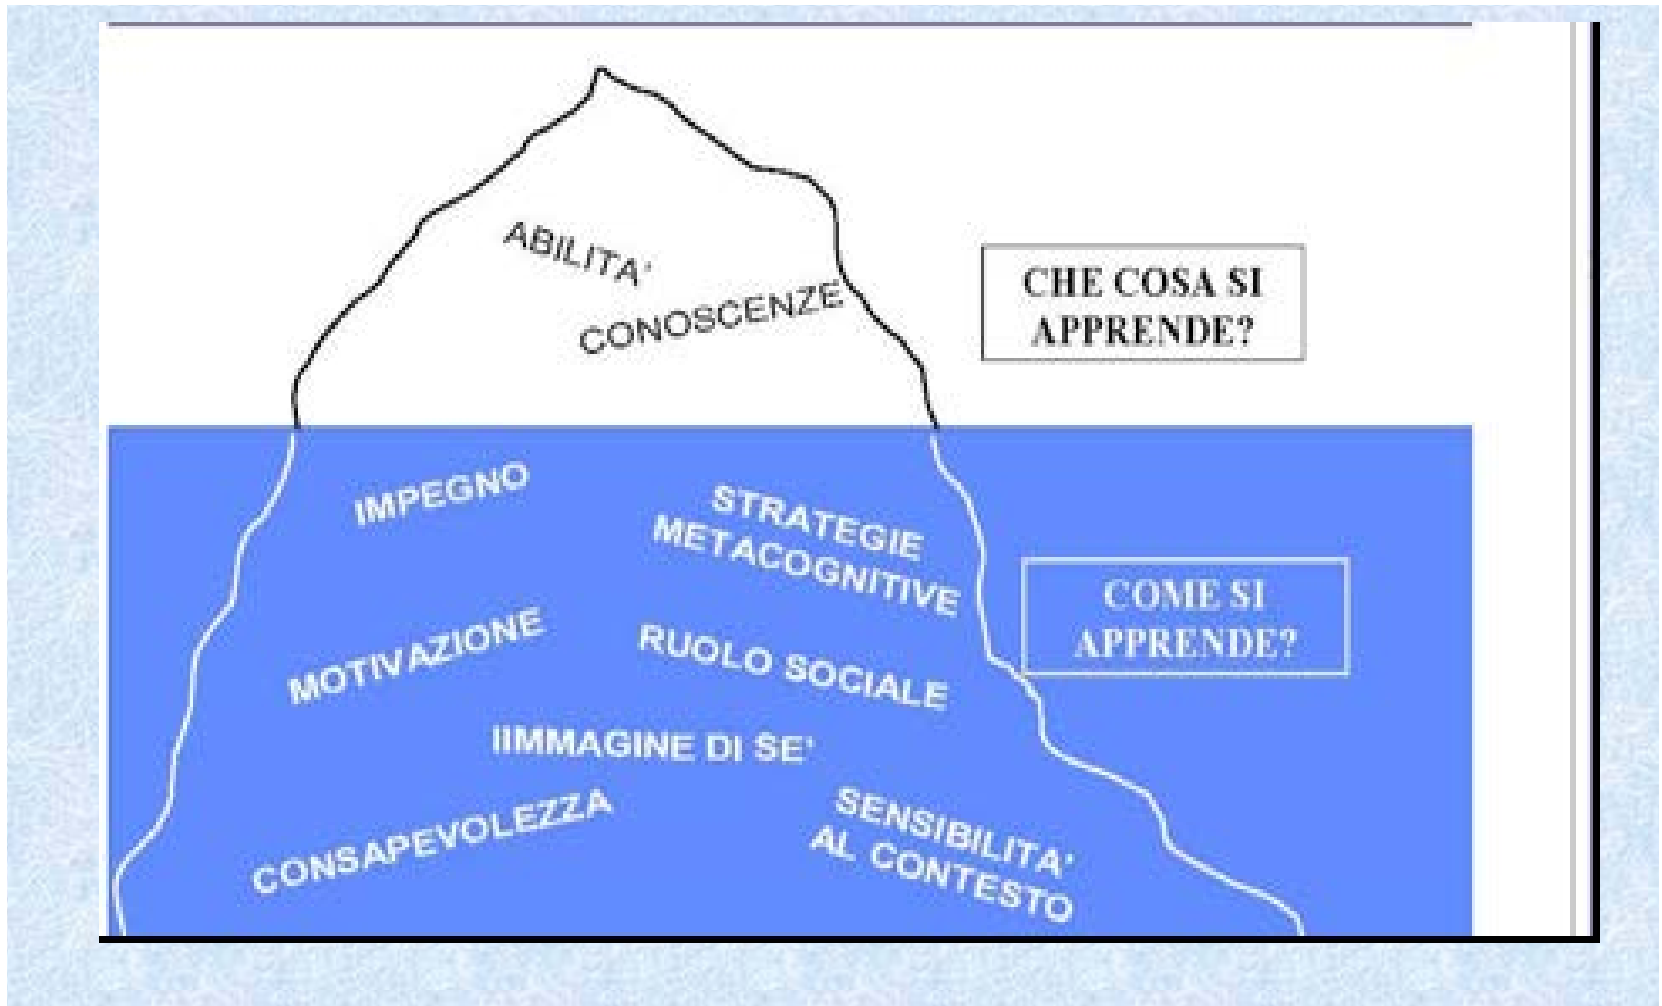 ABILITA'
CONOSCENZE
CHE COSA SI
APPRENDE?
IMPEGNO
STRATEGIE
METACOGNITIVE
COME SI
APPRENDE?
MOTIVAZIONE
RUOLO SOCIALE
IIMMAGINE DI SE'
CONSAPEVOLEZZA
SENSIBILITA'
AL CONTESTO